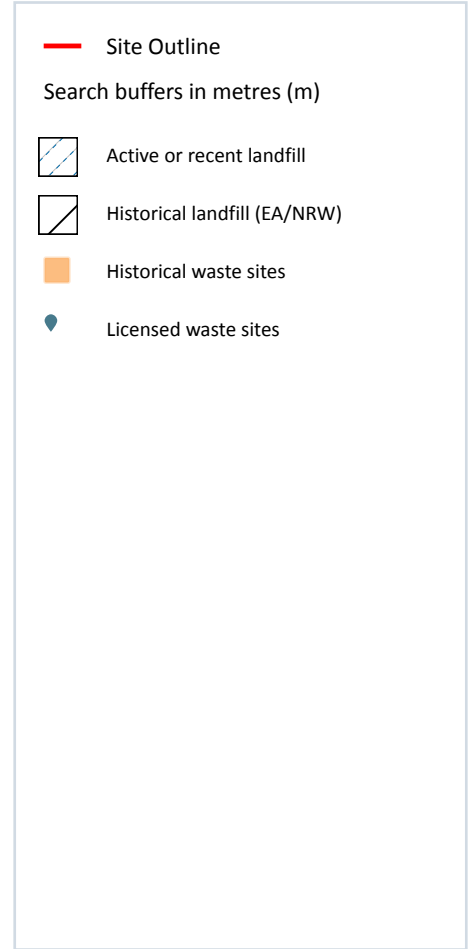 Site Outline
Search buffers in metres (m)
Active or recent landfill
Historical landfill (EA/NRW)
Historical waste sites
Licensed waste sites